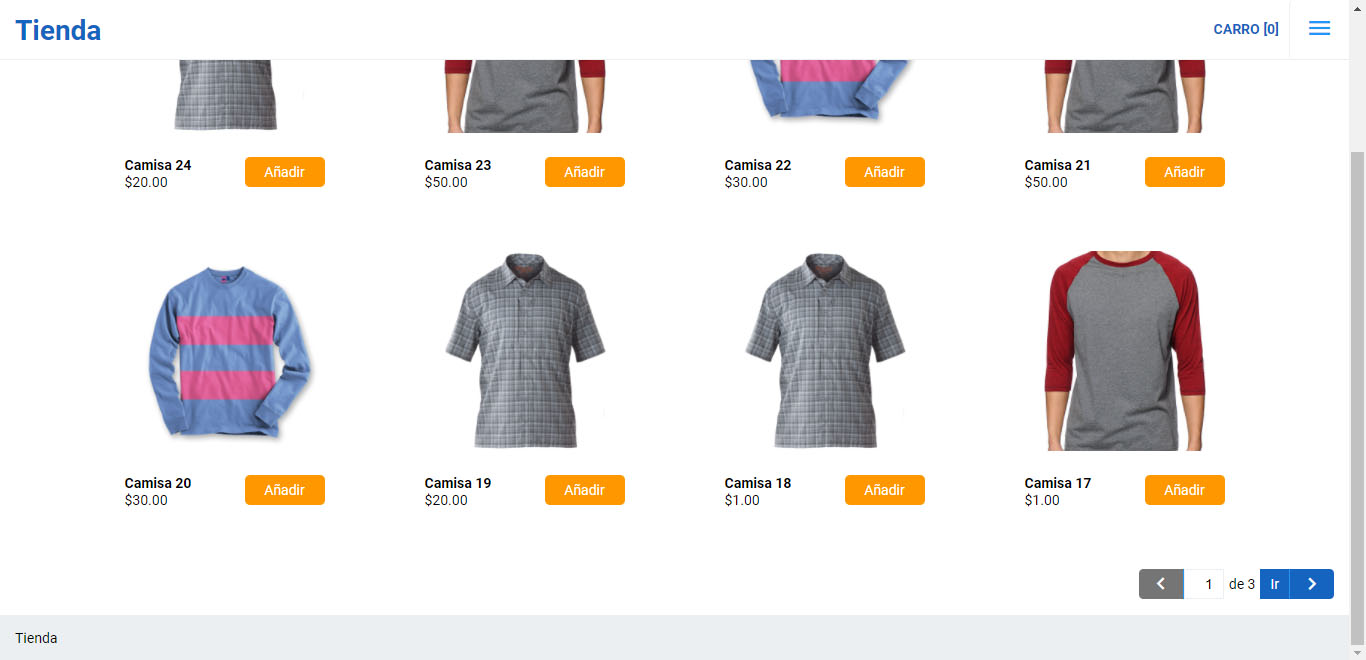 Tienda
CARRO [0]
Camisa 24
$20.00
Añadir
Camisa 23
$50.00
Añadir
Camisa 22
$30.00
Añadir
Camisa 21
$50.00
Añadir
Camisa 20
$30.00
Añadir
Camisa 19
$20.00
Añadir
Camisa 18
$1.00
Añadir
Camisa 17
$1.00
Añadir
1 de 3 Ir
Tienda